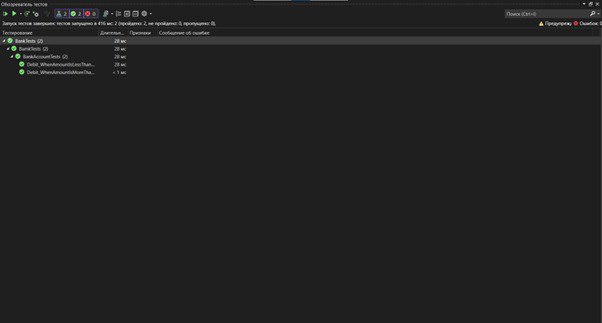 Обозреватель тестов
2 2 0 Поиск (Ctrl+I)
Запуск тестов завершен: тестов запущено в 416 мс: 2 (пройдено: 2, не пройдено: 0, пропущено: 0). Предупреж Ошибок: 0
Тестирование Длительн... Признаки Сообщение об ошибке
BankTests (2) 28 мс
BankTests (2) 28 мс
BankAccountTests (2) 28 мс
Debit_WhenAmountIsLessThan... 28 мс
Debit_WhenAmountIsMoreTha... < 1 мс